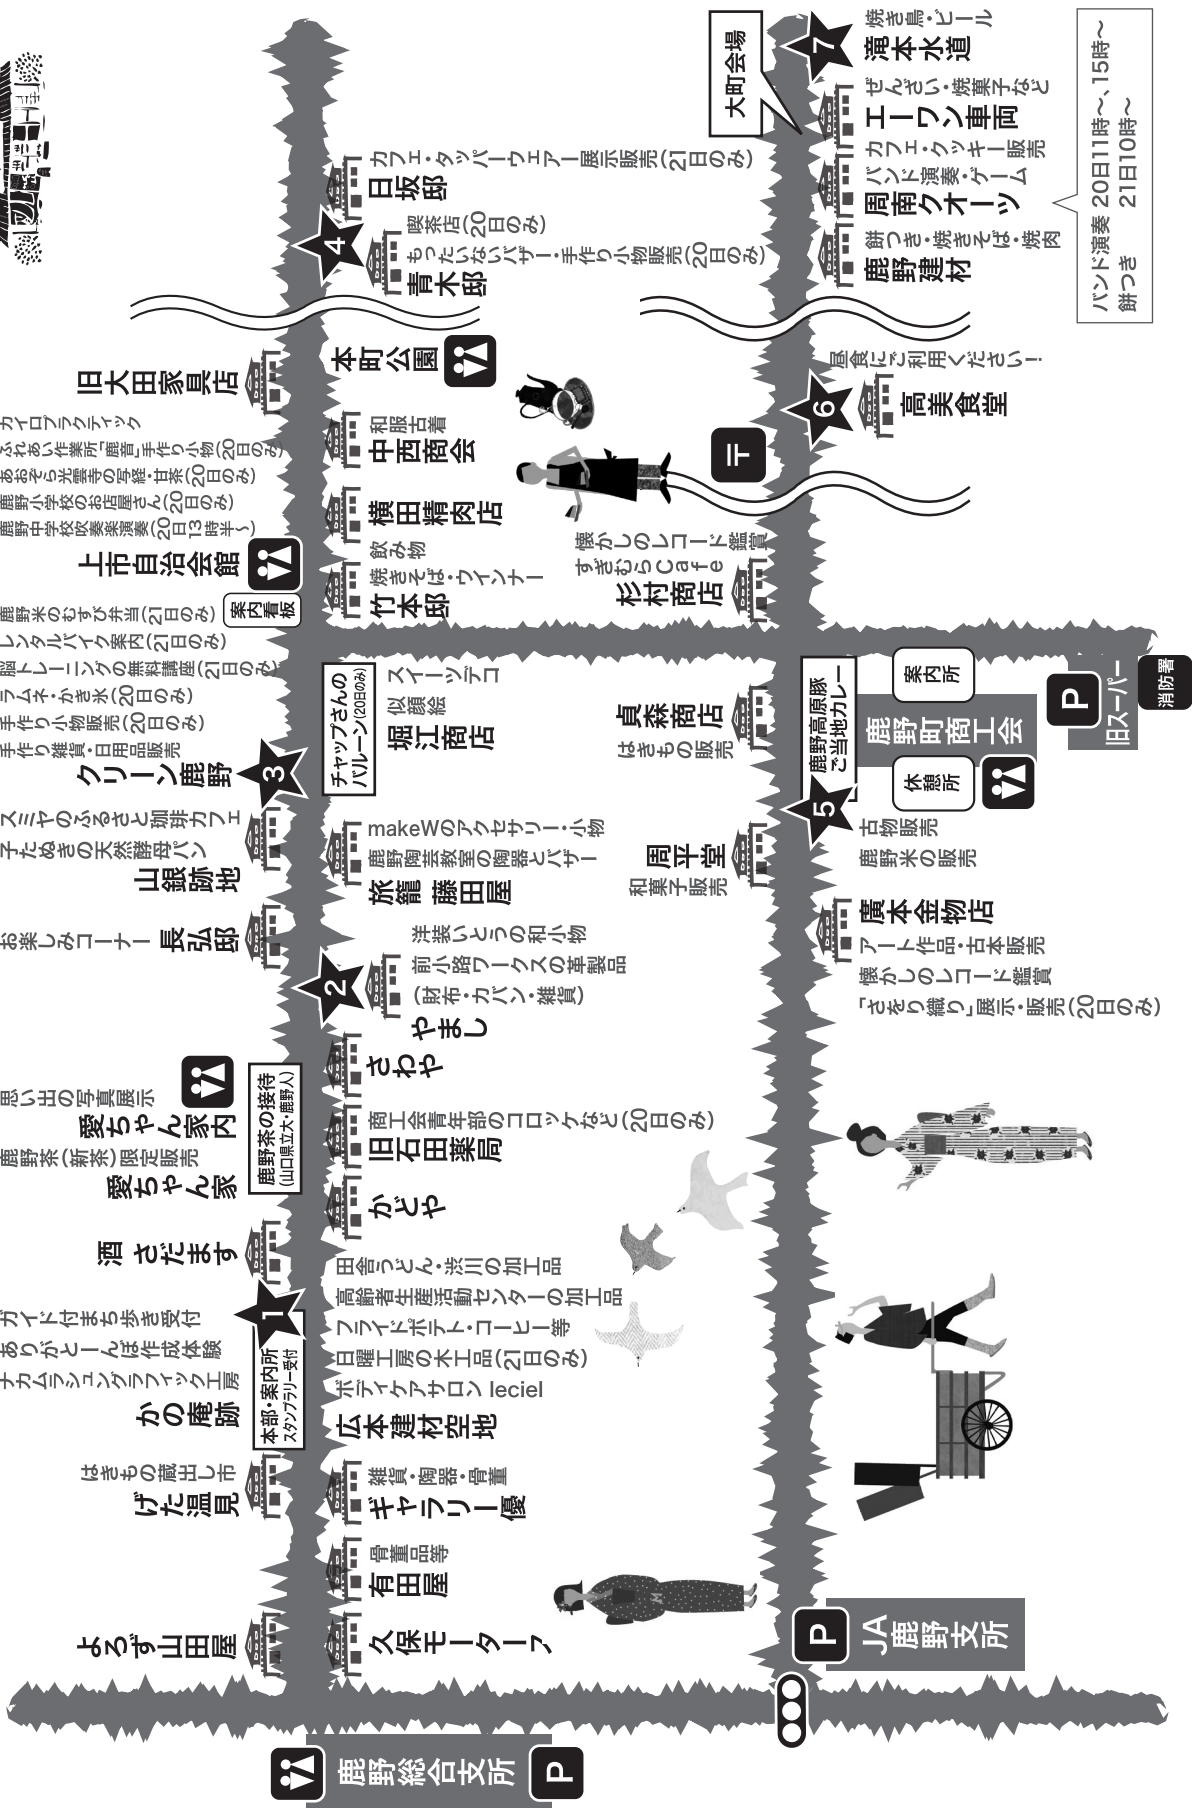 鹿野総合支所
P
よろず山田屋
はきもの蔵出し市
げた温見
ガイド付まち歩き受付
ありがとーんぼ作成体験
ナカムラシュングラフィック工房
かの庵跡
本部・案内所
スタンプラリー受付
1
酒 さだます
思い出の写真展示
愛ちゃん家内
鹿野茶(新茶)限定販売
愛ちゃん家
鹿野茶の接待
(山口県立大・鹿野人)
お楽しみコーナー 長弘邸
スミヤのふるさと珈琲カフェ
子たぬきの天然酵母パン
山銀跡地
鹿野米のむすび弁当(21日のみ)
レンタルバイク案内(21日のみ)
脳トレーニングの無料講座(21日のみ)
ラムネ・かき氷(20日のみ)
手作り小物販売(20日のみ)
手作り雑貨・日用品販売
クリーン鹿野
3
案内
看板
カイロプラクティック
ふれあい作業所「鹿音」手作り小物(20日のみ)
あおぞら光雲寺の写経・甘茶(20日のみ)
鹿野小学校のお店屋さん(20日のみ)
鹿野中学校吹奏楽演奏(20日13時半〜)
上市自治会館
旧大田家具店
久保モータープ
骨董品等
有田屋
雑貨・陶器・骨董
ギャラリー優
田舎うどん・渋川の加工品
高齢者生産活動センターの加工品
フライドポテト・コーヒー等
日曜工房の木工品(21日のみ)
ボディケアサロン leciel
広本建材空地
かどや
商工会青年部のコロッケなど(20日のみ)
旧石田薬局
さわや
2
洋装いとうの和小物
前小路ワークスの革製品
(財布・カバン・雑貨)
やまし
makeWのアクセサリー・小物
鹿野陶芸教室の陶器とバザー
旅籠 藤田屋
チャップさんの
バルーン(20日のみ)
スイーツデコ
似顔絵
堀江商店
飲み物
焼きそば・ウインナー
竹本邸
横田精肉店
和服古着
中西商会
本町公園
4
喫茶店(20日のみ)
もったいないバザー・手作り小物販売(20日のみ)
青木邸
カフェ・タッパーウェアー展示販売(21日のみ)
日坂邸
周平堂
和菓子販売
貞森商店
はきもの販売
懐かしのレコード鑑賞
すぎむらCafe
杉村商店
〒
大町会場
P
JA鹿野支所
廣本金物店
アート作品・古本販売
懐かしのレコード鑑賞
「さをり織り」展示・販売(20日のみ)
5
古物販売
鹿野米の販売
鹿野高原豚
ご当地カレー
休憩
所
鹿野町商工会
案内
所
P
旧スーパー
消防署
6
昼食にご利用ください!
高美食堂
餅つき・焼きそば・焼肉
鹿野建材
バンド演奏・ゲーム
周南クオーツ
カフェ・クッキー販売
ぜんざい・焼菓子など
エーワン車両
7
焼き鳥・ビール
滝本水道
バンド演奏 20日11時〜、15時〜
餅つき 21日10時〜